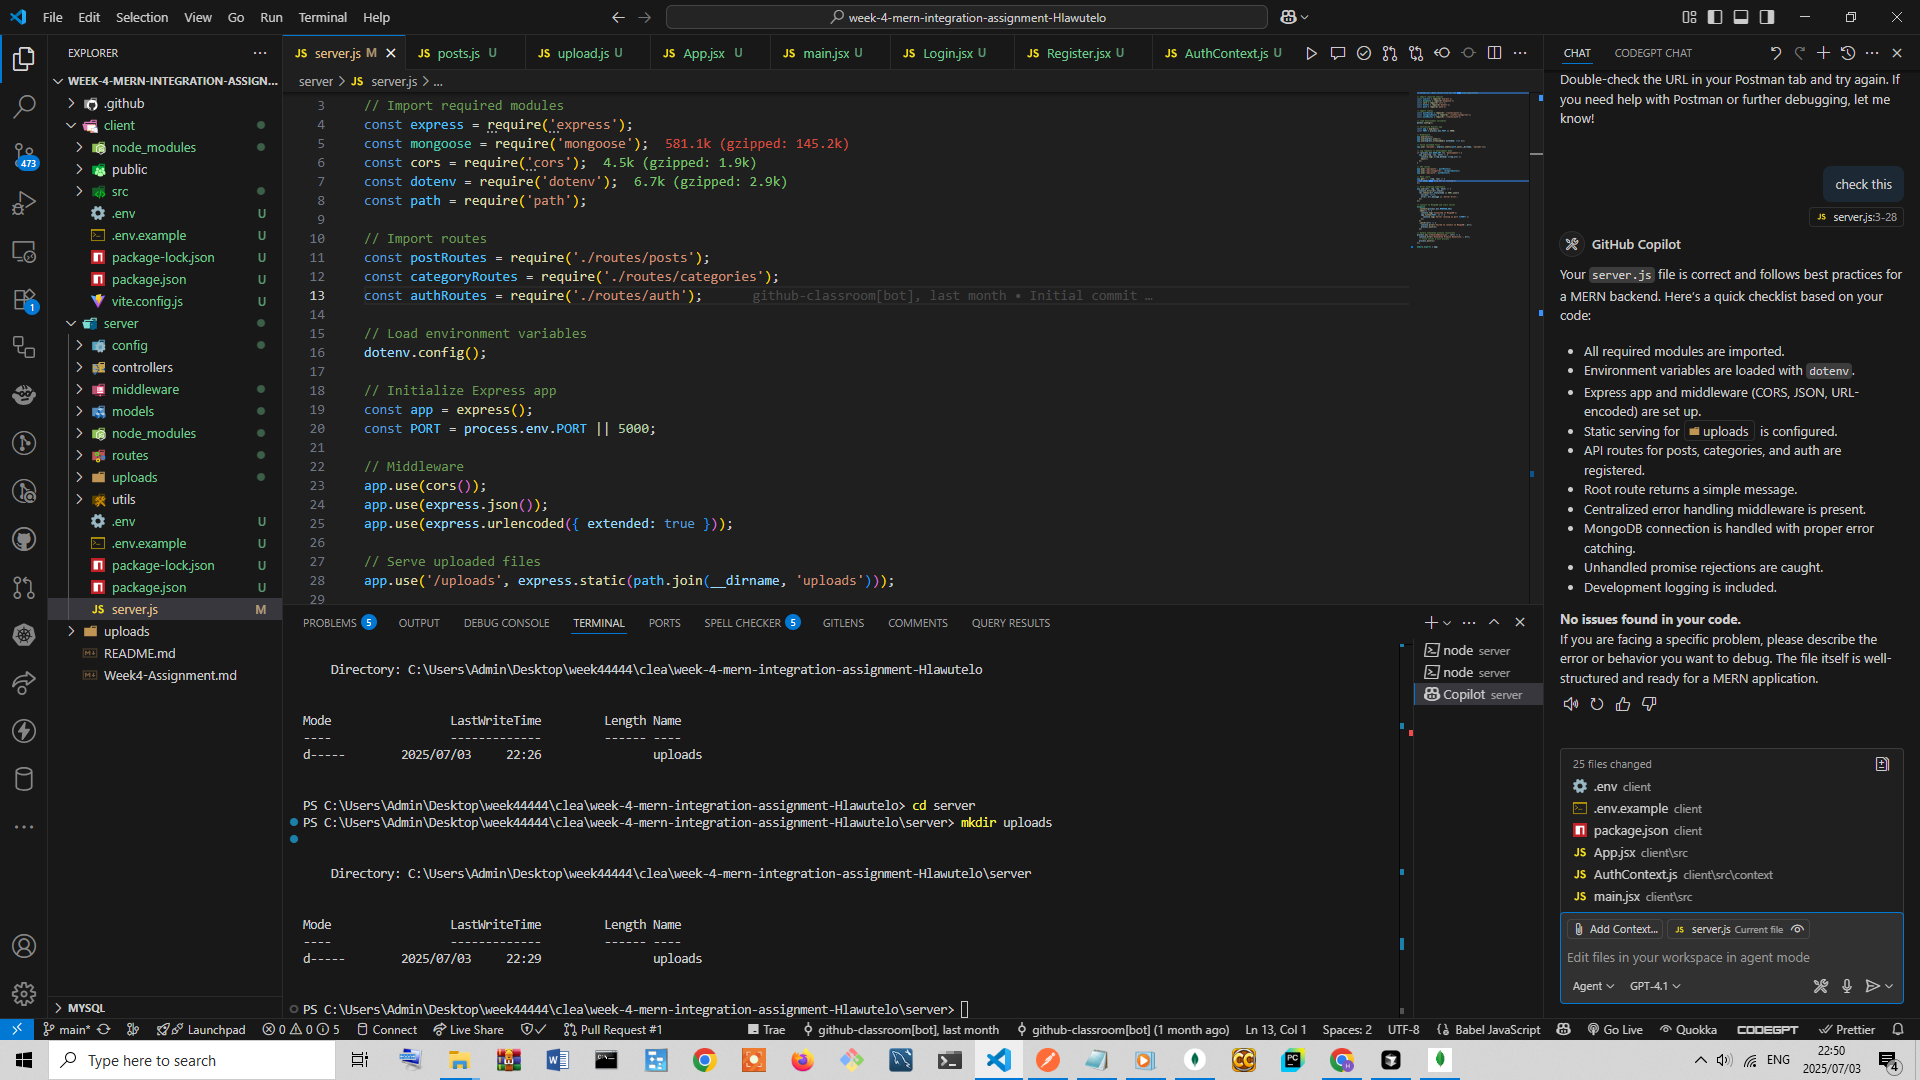 File Edit Selection View Go Run Terminal Help
week-4-mern-integration-assignment-Hlawutelo
EXPLORER
WEEK-4-MERN-INTEGRATION-ASSIGN...
.github
client
node_modules
public
src
.env U
.env.example U
package-lock.json U
package.json U
vite.config.js U
server
config
controllers
middleware
models
node_modules
routes
uploads
utils
.env U
.env.example U
package-lock.json U
package.json U
JS server.js M
uploads
README.md
Week4-Assignment.md
MYSQL
473
1
JS server.js M
JS posts.js U
JS upload.js U
JS App.jsx U
JS main.jsx U
JS Login.jsx U
JS Register.jsx U
JS AuthContext.js U
server > JS server.js > ...
3 // Import required modules
4 const express = require('express');
5 const mongoose = require('mongoose'); 581.1k (gzipped: 145.2k)
6 const cors = require('cors'); 4.5k (gzipped: 1.9k)
7 const dotenv = require('dotenv'); 6.7k (gzipped: 2.9k)
8 const path = require('path');
9
10 // Import routes
11 const postRoutes = require('./routes/posts');
12 const categoryRoutes = require('./routes/categories');
13 const authRoutes = require('./routes/auth'); github-classroom[bot], last month • Initial commit …
14
15 // Load environment variables
16 dotenv.config();
17
18 // Initialize Express app
19 const app = express();
20 const PORT = process.env.PORT || 5000;
21
22 // Middleware
23 app.use(cors());
24 app.use(express.json());
25 app.use(express.urlencoded({ extended: true }));
26
27 // Serve uploaded files
28 app.use('/uploads', express.static(path.join(__dirname, 'uploads')));
29
PROBLEMS 5 OUTPUT DEBUG CONSOLE TERMINAL PORTS SPELL CHECKER 5 GITLENS COMMENTS QUERY RESULTS
Directory: C:\Users\Admin\Desktop\week44444\clea\week-4-mern-integration-assignment-Hlawutelo
Mode LastWriteTime Length Name
---- ------------- ------ ----
d----- 2025/07/03 22:26 uploads
PS C:\Users\Admin\Desktop\week44444\clea\week-4-mern-integration-assignment-Hlawutelo> cd server
PS C:\Users\Admin\Desktop\week44444\clea\week-4-mern-integration-assignment-Hlawutelo\server> mkdir uploads
Directory: C:\Users\Admin\Desktop\week44444\clea\week-4-mern-integration-assignment-Hlawutelo\server
Mode LastWriteTime Length Name
---- ------------- ------ ----
d----- 2025/07/03 22:29 uploads
PS C:\Users\Admin\Desktop\week44444\clea\week-4-mern-integration-assignment-Hlawutelo\server>
node server
node server
Copilot server
CHAT CODEGPT CHAT
Double-check the URL in your Postman tab and try again. If
you need help with Postman or further debugging, let me
know!
check this
JS server.js:3-28
GitHub Copilot
Your server.js file is correct and follows best practices for
a MERN backend. Here's a quick checklist based on your
code:
• All required modules are imported.
• Environment variables are loaded with dotenv.
• Express app and middleware (CORS, JSON, URL-
encoded) are set up.
• Static serving for uploads is configured.
• API routes for posts, categories, and auth are
registered.
• Root route returns a simple message.
• Centralized error handling middleware is present.
• MongoDB connection is handled with proper error
catching.
• Unhandled promise rejections are caught.
• Development logging is included.
No issues found in your code.
If you are facing a specific problem, please describe the
error or behavior you want to debug. The file itself is well-
structured and ready for a MERN application.
25 files changed
.env client
.env.example client
package.json client
JS App.jsx client\src
JS AuthContext.js client\src\context
JS main.jsx client\src
Add Context... JS server.js Current file
Edit files in your workspace in agent mode
Agent GPT-4.1
main* Launchpad 0 0 5 Connect Live Share Pull Request #1 Trae github-classroom[bot], last month github-classroom[bot] (1 month ago) Ln 13, Col 1 Spaces: 2 UTF-8 Babel JavaScript Go Live Quokka CODEGPT Prettier
Type here to search
ENG
22:50
2025/07/03
4